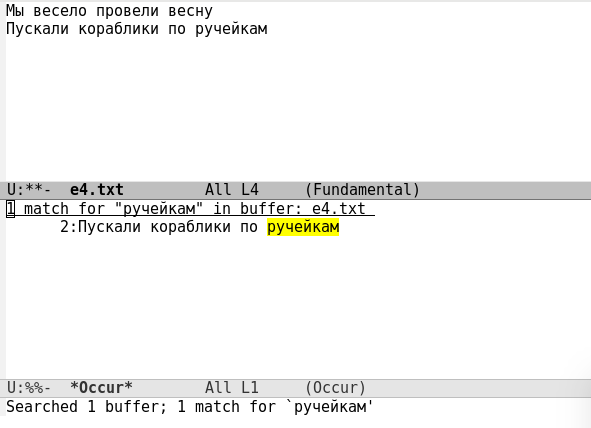 Мы весело провели весну
Пускали кораблики по ручейкам
U:**-  e4.txt         All L4     (Fundamental)
1 match for "ручейкам" in buffer: e4.txt
      2:Пускали кораблики по ручейкам
U:%%-  *Occur*        All L1     (Occur)
Searched 1 buffer; 1 match for `ручейкам'